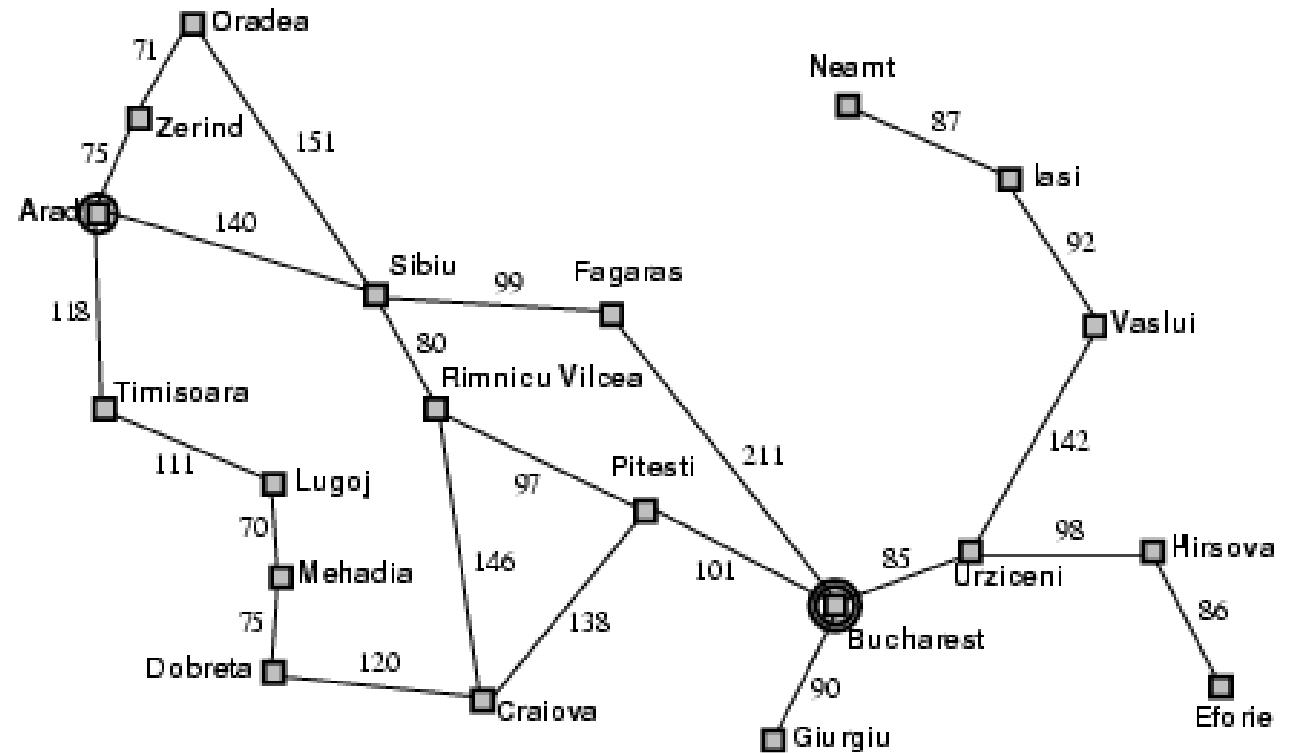 Oradea
71
Neamt
Zerind
87
151
75
Iasi
Arad
140
92
Sibiu
Fagaras
99
118
Vaslui
80
Rimnicu Vilcea
Timisoara
142
211
Pitesti
111
97
Lugoj
70
98
Hirsova
146
85
101
Mehadia
Urziceni
86
75
138
Bucharest
Dobreta
120
90
Craiova
Eforie
Giurgiu